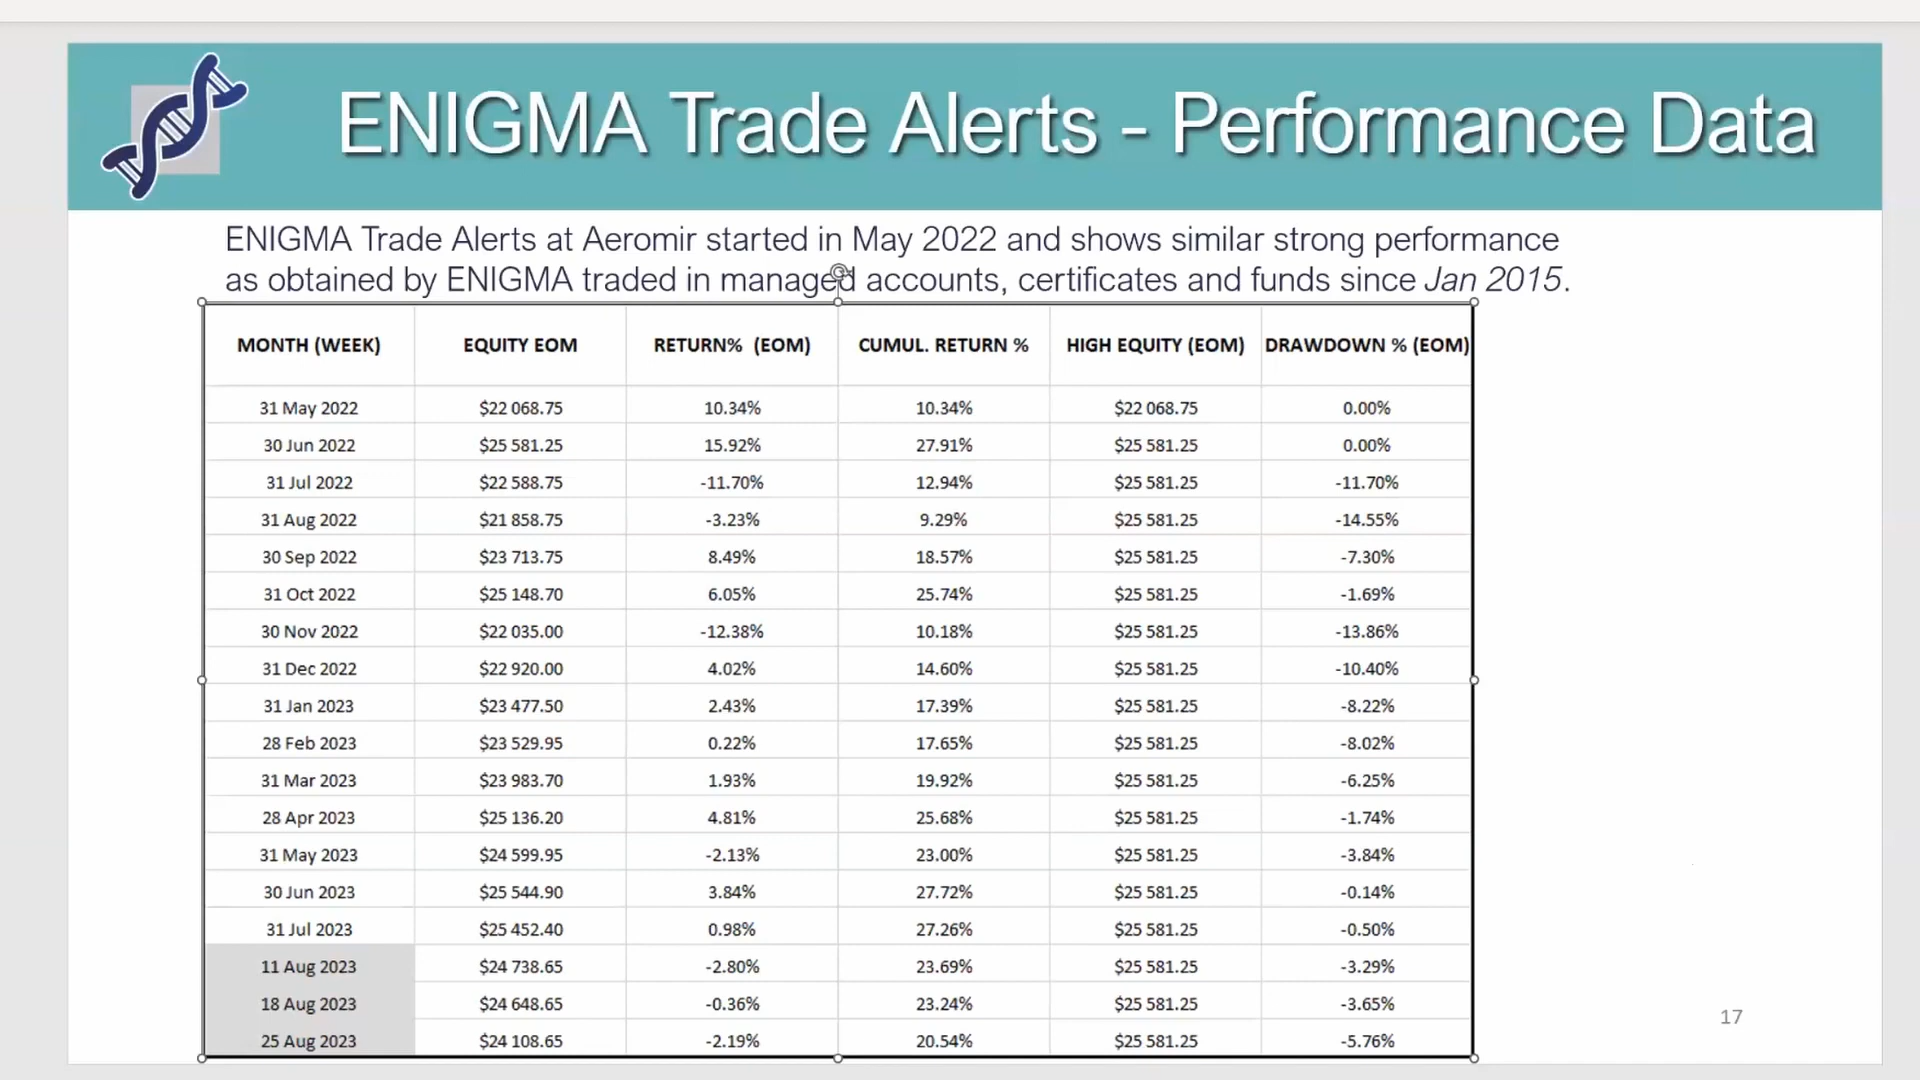 ENIGMA Trade Alerts - Performance Data
ENIGMA Trade Alerts at Aeromir started in May 2022 and shows similar strong performance
as obtained by ENIGMA traded in managed accounts, certificates and funds since Jan 2015.
MONTH (WEEK) EQUITY EOM RETURN% (EOM) CUMUL. RETURN % HIGH EQUITY (EOM) DRAWDOWN % (EOM)
31 May 2022 $22 068.75 10.34% 10.34% $22 068.75 0.00%
30 Jun 2022 $25 581.25 15.92% 27.91% $25 581.25 0.00%
31 Jul 2022 $22 588.75 -11.70% 12.94% $25 581.25 -11.70%
31 Aug 2022 $21 858.75 -3.23% 9.29% $25 581.25 -14.55%
30 Sep 2022 $23 713.75 8.49% 18.57% $25 581.25 -7.30%
31 Oct 2022 $25 148.70 6.05% 25.74% $25 581.25 -1.69%
30 Nov 2022 $22 035.00 -12.38% 10.18% $25 581.25 -13.86%
31 Dec 2022 $22 920.00 4.02% 14.60% $25 581.25 -10.40%
31 Jan 2023 $23 477.50 2.43% 17.39% $25 581.25 -8.22%
28 Feb 2023 $23 529.95 0.22% 17.65% $25 581.25 -8.02%
31 Mar 2023 $23 983.70 1.93% 19.92% $25 581.25 -6.25%
28 Apr 2023 $25 136.20 4.81% 25.68% $25 581.25 -1.74%
31 May 2023 $24 599.95 -2.13% 23.00% $25 581.25 -3.84%
30 Jun 2023 $25 544.90 3.84% 27.72% $25 581.25 -0.14%
31 Jul 2023 $25 452.40 0.98% 27.26% $25 581.25 -0.50%
11 Aug 2023 $24 738.65 -2.80% 23.69% $25 581.25 -3.29%
18 Aug 2023 $24 648.65 -0.36% 23.24% $25 581.25 -3.65%
25 Aug 2023 $24 108.65 -2.19% 20.54% $25 581.25 -5.76%
17